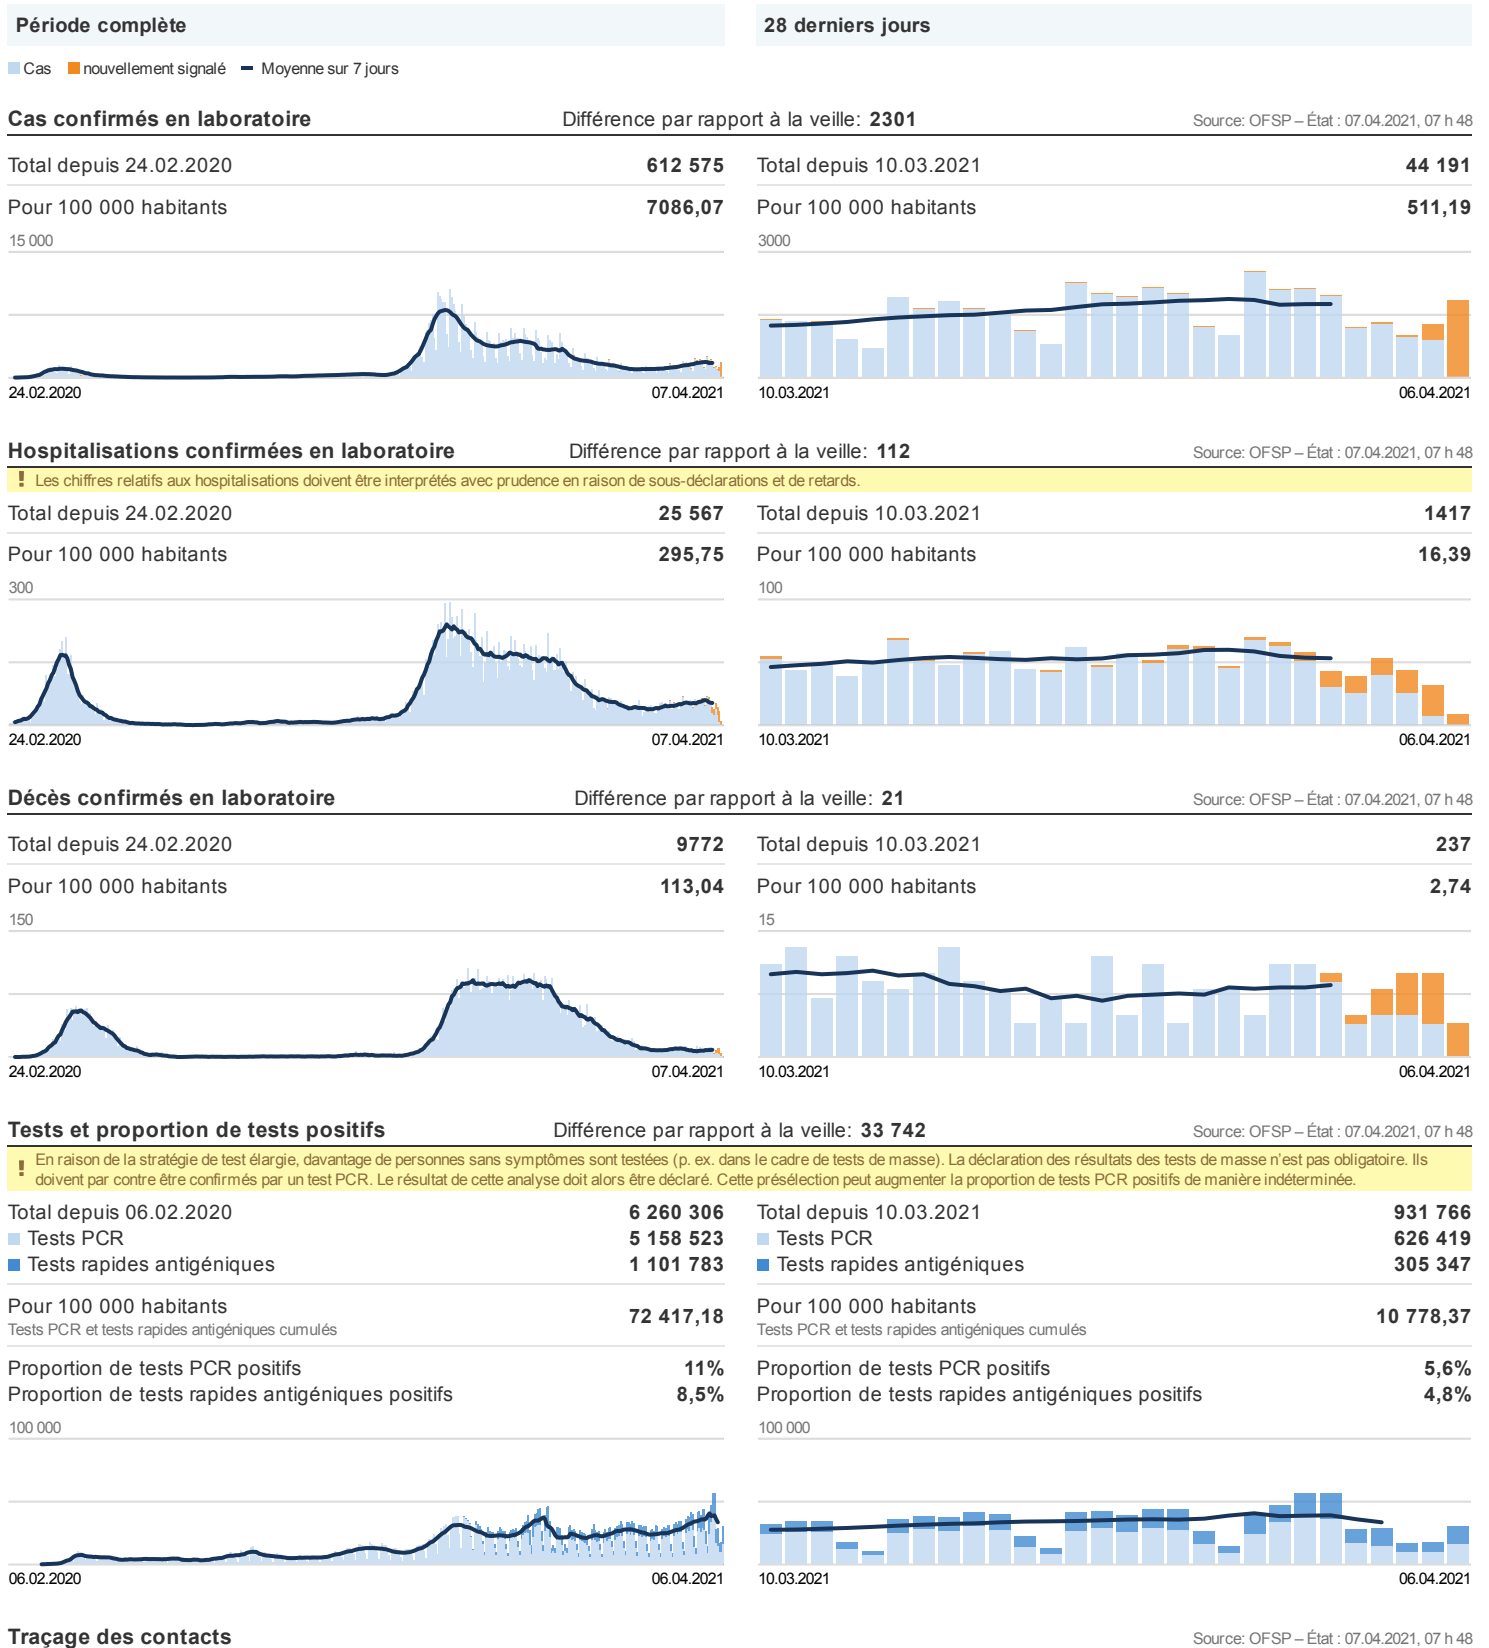 Période complète
28 derniers jours
Cas nouvellement signalé Moyenne sur 7 jours
Cas confirmés en laboratoire Différence par rapport à la veille: 2301 Source: OFSP – État : 07.04.2021, 07 h 48
Total depuis 24.02.2020 612 575
Pour 100 000 habitants 7086,07
15 000
24.02.2020 07.04.2021
Total depuis 10.03.2021 44 191
Pour 100 000 habitants 511,19
3000
10.03.2021 06.04.2021
Hospitalisations confirmées en laboratoire Différence par rapport à la veille: 112 Source: OFSP – État : 07.04.2021, 07 h 48
! Les chiffres relatifs aux hospitalisations doivent être interprétés avec prudence en raison de sous-déclarations et de retards.
Total depuis 24.02.2020 25 567
Pour 100 000 habitants 295,75
300
24.02.2020 07.04.2021
Total depuis 10.03.2021 1417
Pour 100 000 habitants 16,39
100
10.03.2021 06.04.2021
Décès confirmés en laboratoire Différence par rapport à la veille: 21 Source: OFSP – État : 07.04.2021, 07 h 48
Total depuis 24.02.2020 9772
Pour 100 000 habitants 113,04
150
24.02.2020 07.04.2021
Total depuis 10.03.2021 237
Pour 100 000 habitants 2,74
15
10.03.2021 06.04.2021
Tests et proportion de tests positifs Différence par rapport à la veille: 33 742 Source: OFSP – État : 07.04.2021, 07 h 48
! En raison de la stratégie de test élargie, davantage de personnes sans symptômes sont testées (p. ex. dans le cadre de tests de masse). La déclaration des résultats des tests de masse n’est pas obligatoire. Ils
doivent par contre être confirmés par un test PCR. Le résultat de cette analyse doit alors être déclaré. Cette présélection peut augmenter la proportion de tests PCR positifs de manière indéterminée.
Total depuis 06.02.2020 6 260 306
Tests PCR 5 158 523
Tests rapides antigéniques 1 101 783
Pour 100 000 habitants 72 417,18
Tests PCR et tests rapides antigéniques cumulés
Proportion de tests PCR positifs 11%
Proportion de tests rapides antigéniques positifs 8,5%
100 000
06.02.2020 06.04.2021
Total depuis 10.03.2021 931 766
Tests PCR 626 419
Tests rapides antigéniques 305 347
Pour 100 000 habitants 10 778,37
Tests PCR et tests rapides antigéniques cumulés
Proportion de tests PCR positifs 5,6%
Proportion de tests rapides antigéniques positifs 4,8%
100 000
10.03.2021 06.04.2021
Traçage des contacts Source: OFSP – État : 07.04.2021, 07 h 48